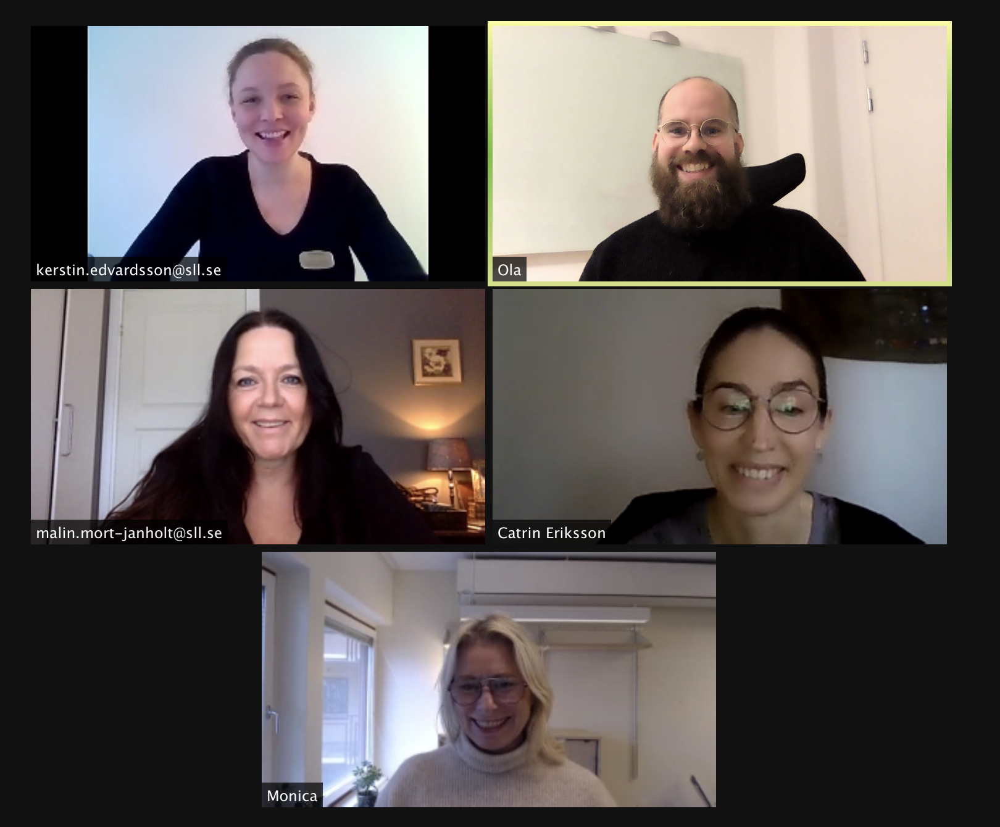 kerstin.edvardsson@sll.se
Ola
malin.mort-janholt@sll.se
Catrin Eriksson
Monica